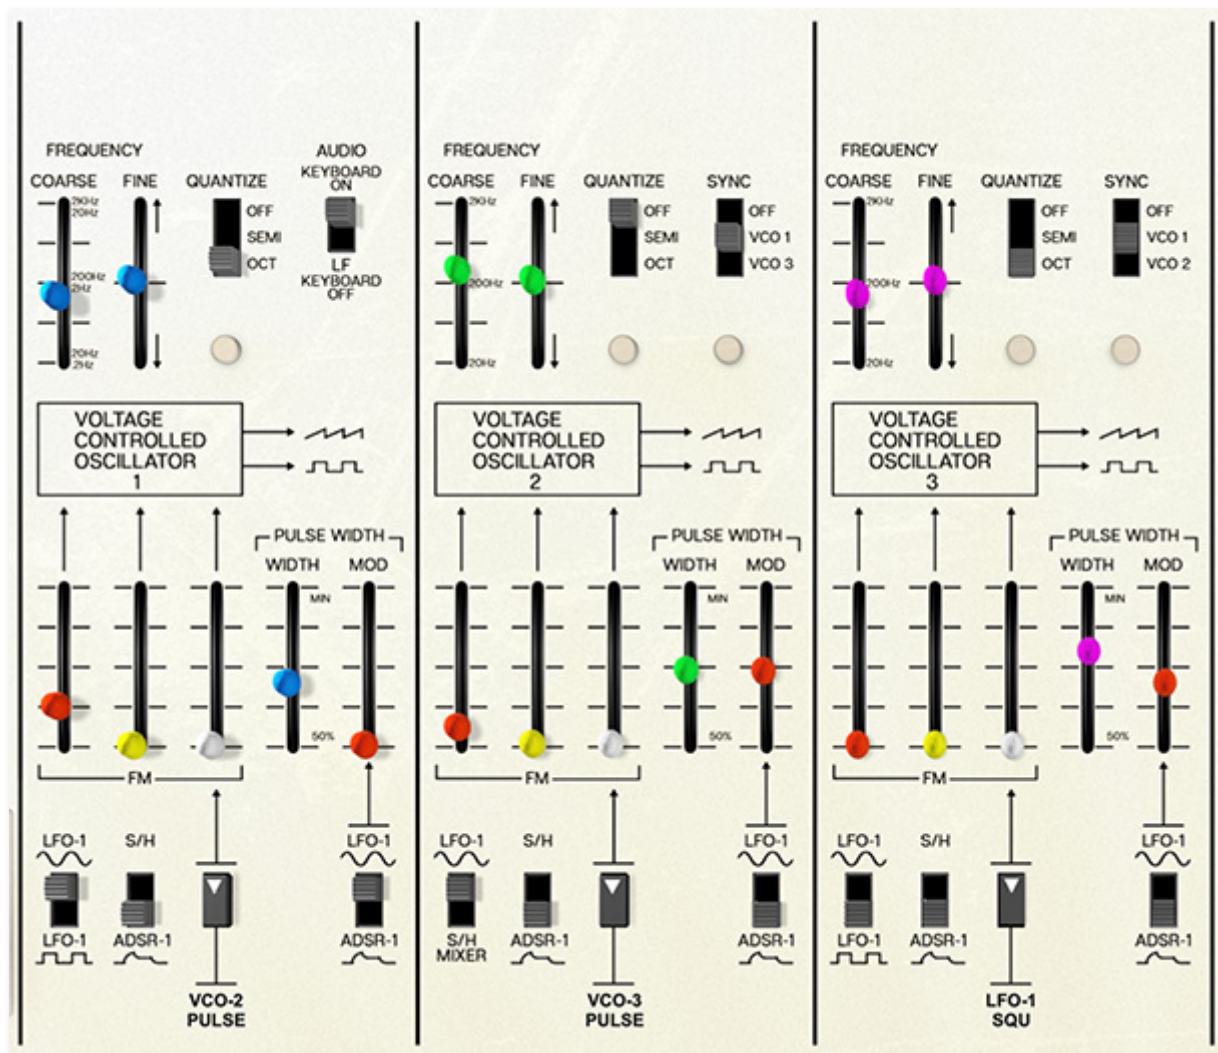 FREQUENCY
AUDIO
KEYBOARD
ON
COARSE
FINE
QUANTIZE
2KHz
20Hz
OFF
SEMI
OCT
LF
KEYBOARD
OFF
200Hz
2Hz
20Hz
.2Hz
VOLTAGE
CONTROLLED
OSCILLATOR
1
PULSE WIDTH
WIDTH
MOD
MIN
50%
FM
LFO-1
S/H
LFO-1
LFO-1
ADSR-1
ADSR-1
VCO-2
PULSE
FREQUENCY
COARSE
FINE
QUANTIZE
SYNC
2KHz
OFF
SEMI
OCT
OFF
VCO 1
VCO 3
200Hz
20Hz
VOLTAGE
CONTROLLED
OSCILLATOR
2
PULSE WIDTH
WIDTH
MOD
MIN
50%
FM
LFO-1
S/H
LFO-1
S/H
MIXER
ADSR-1
ADSR-1
VCO-3
PULSE
FREQUENCY
COARSE
FINE
QUANTIZE
SYNC
2KHz
OFF
SEMI
OCT
OFF
VCO 1
VCO 2
200Hz
20Hz
VOLTAGE
CONTROLLED
OSCILLATOR
3
PULSE WIDTH
WIDTH
MOD
MIN
50%
FM
LFO-1
S/H
LFO-1
LFO-1
ADSR-1
ADSR-1
LFO-1
SQU